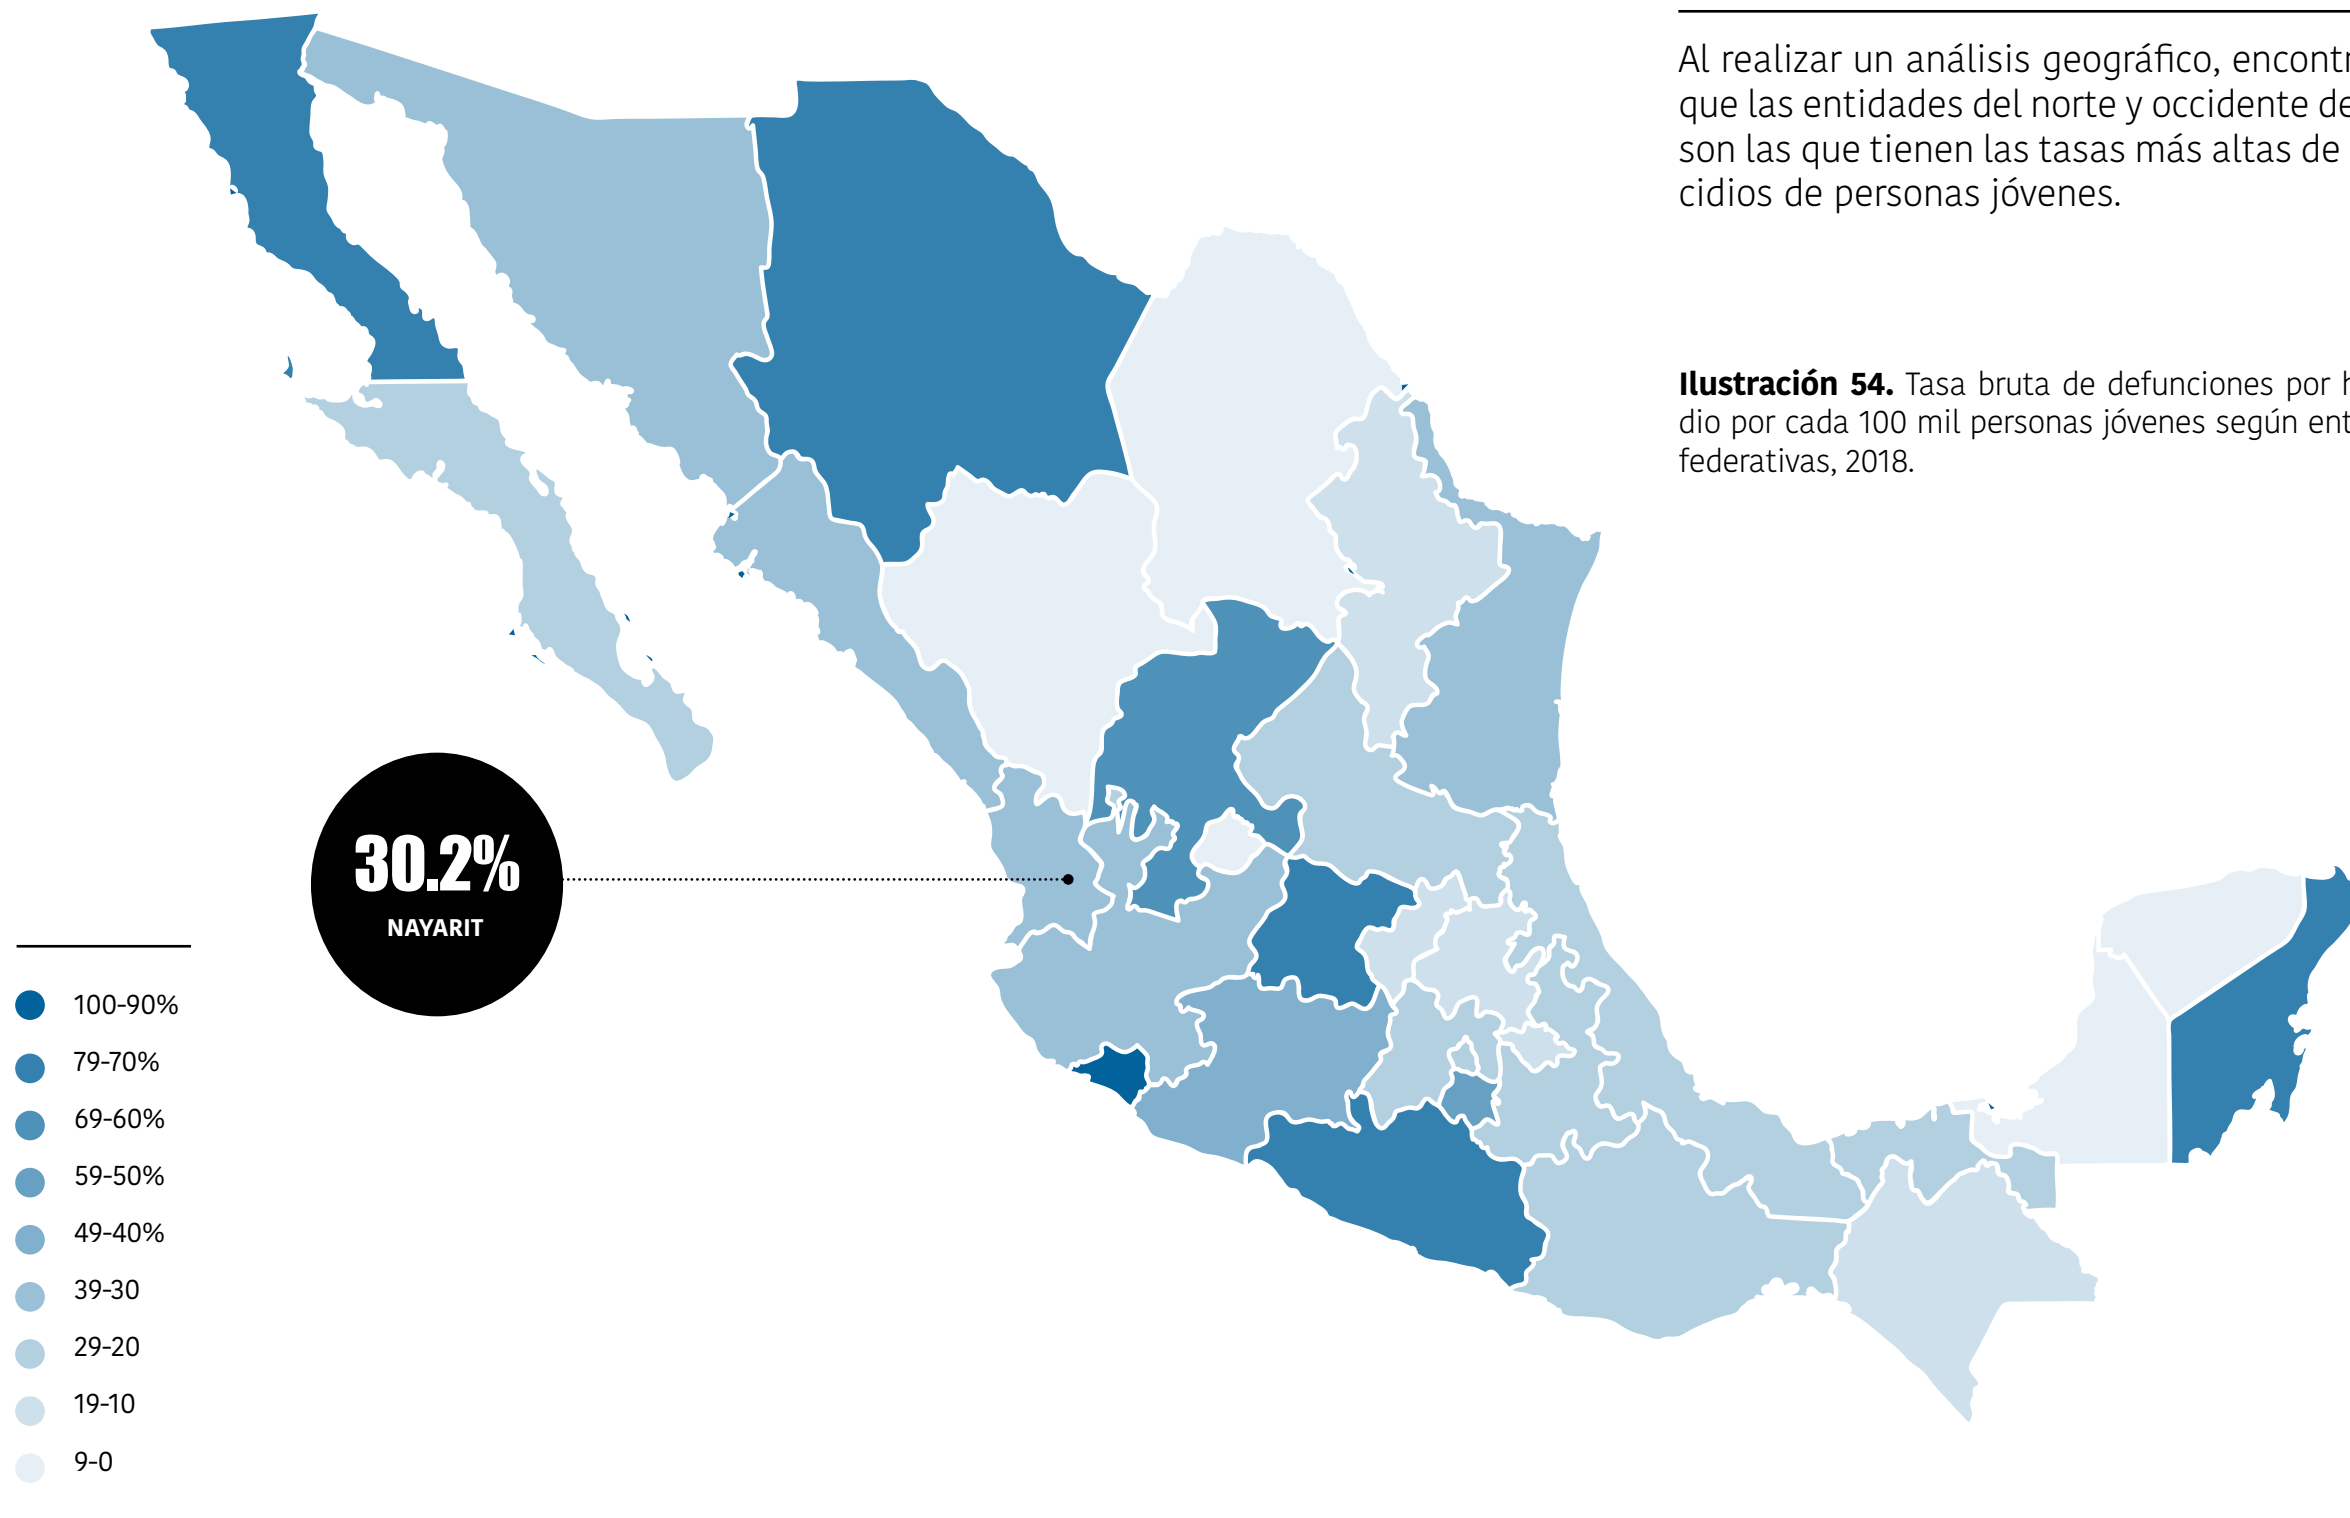 Al realizar un análisis geográfico, encontr
que las entidades del norte y occidente de
son las que tienen las tasas más altas de
cidios de personas jóvenes.
Ilustración 54. Tasa bruta de defunciones por h
dio por cada 100 mil personas jóvenes según ent
federativas, 2018.
30.2%
NAYARIT
100-90%
79-70%
69-60%
59-50%
49-40%
39-30
29-20
19-10
9-0